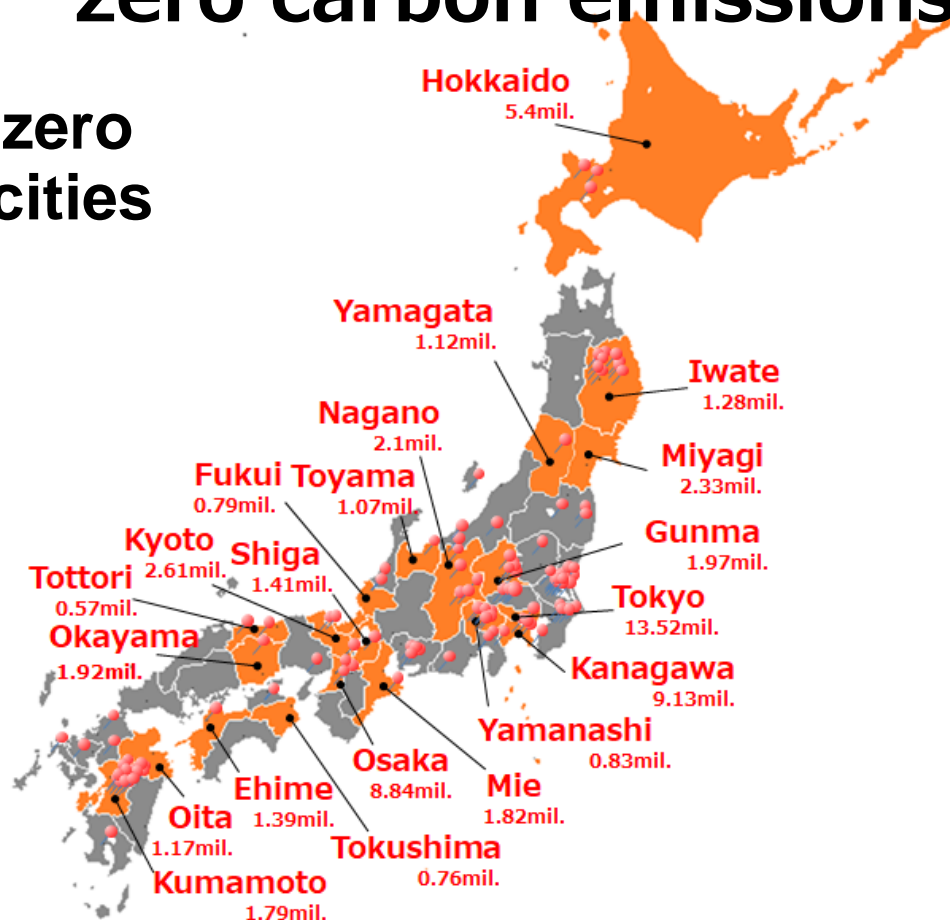 zero carbon emissions
zero
cities
Hokkaido
5.4mil.
Yamagata
1.12mil.
Iwate
1.28mil.
Nagano
2.1mil.
Miyagi
2.33mil.
Fukui
0.79mil.
Toyama
1.07mil.
Gunma
1.97mil.
Kyoto
2.61mil.
Shiga
1.41mil.
Tottori
0.57mil.
Tokyo
13.52mil.
Okayama
1.92mil.
Kanagawa
9.13mil.
Yamanashi
0.83mil.
Osaka
8.84mil.
Mie
1.82mil.
Ehime
1.39mil.
Oita
1.17mil.
Tokushima
0.76mil.
Kumamoto
1.79mil.